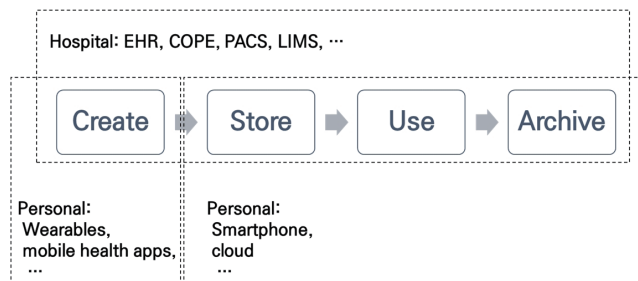 Hospital: EHR, COPE, PACS, LIMS, ⋯
Create
Store
Use
Archive
Personal:
Wearables,
mobile health apps,
⋯
Personal:
Smartphone,
cloud
⋯